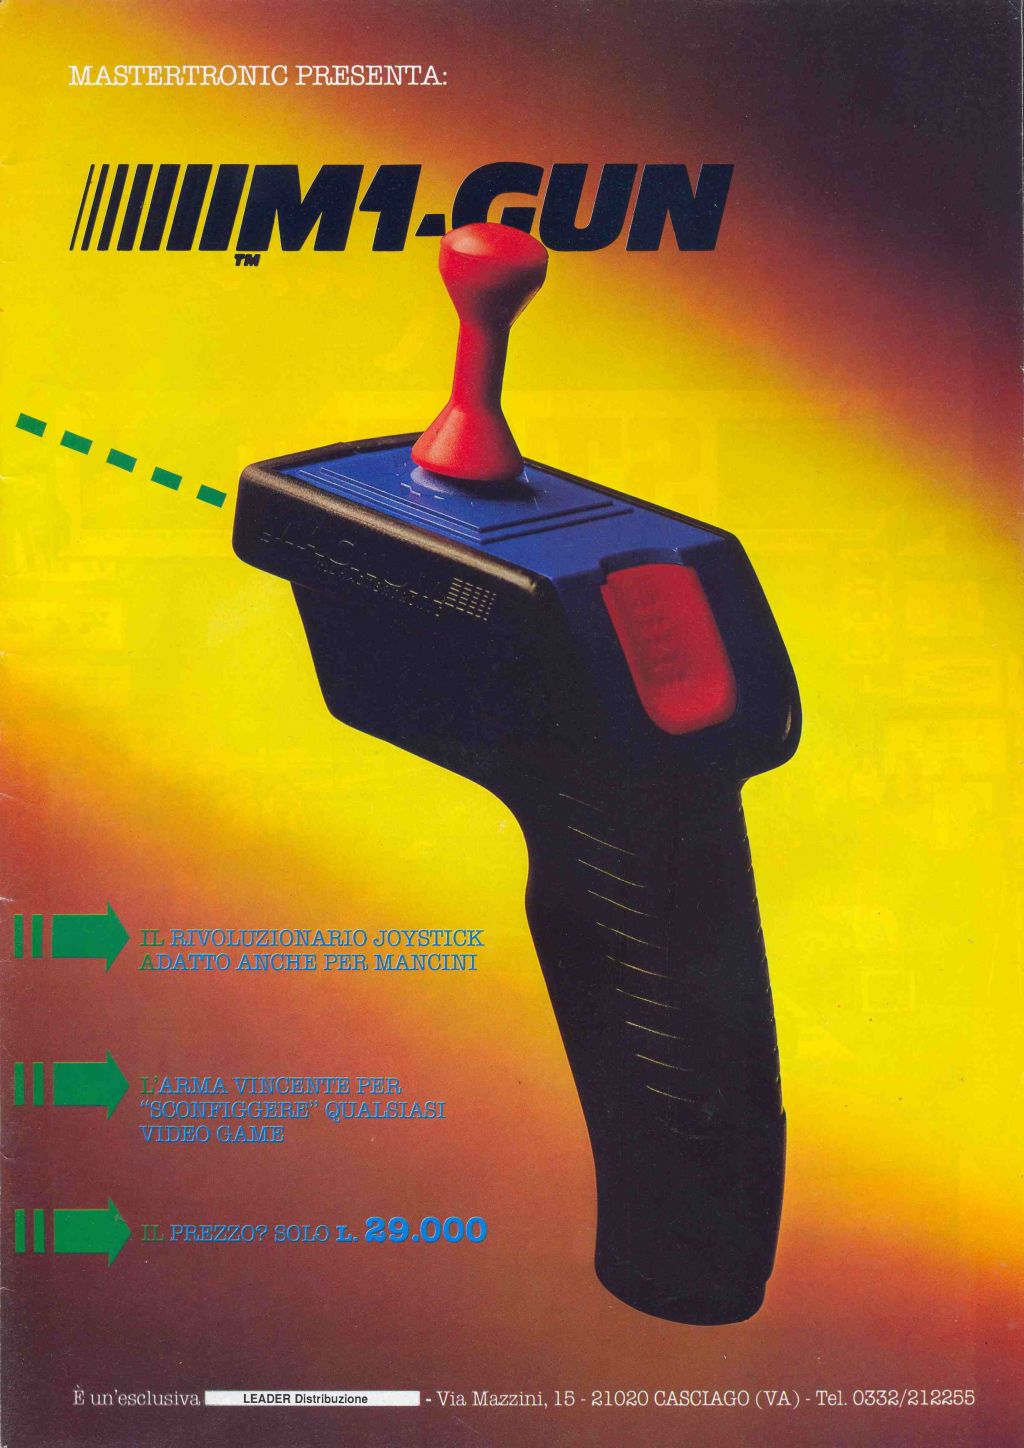 MASTERTRONIC PRESENTA:
M1-GUN
TM
MAGNUM
IL RIVOLUZIONARIO JOYSTICK
ADATTO ANCHE PER MANCINI
L'ARMA VINCENTE PER
"SCONFIGGERE" QUALSIASI
VIDEO GAME
IL PREZZO? SOLO L. 29.000
È un'esclusiva LEADER Distribuzione - Via Mazzini, 15 - 21020 CASCIAGO (VA) - Tel. 0332/212255